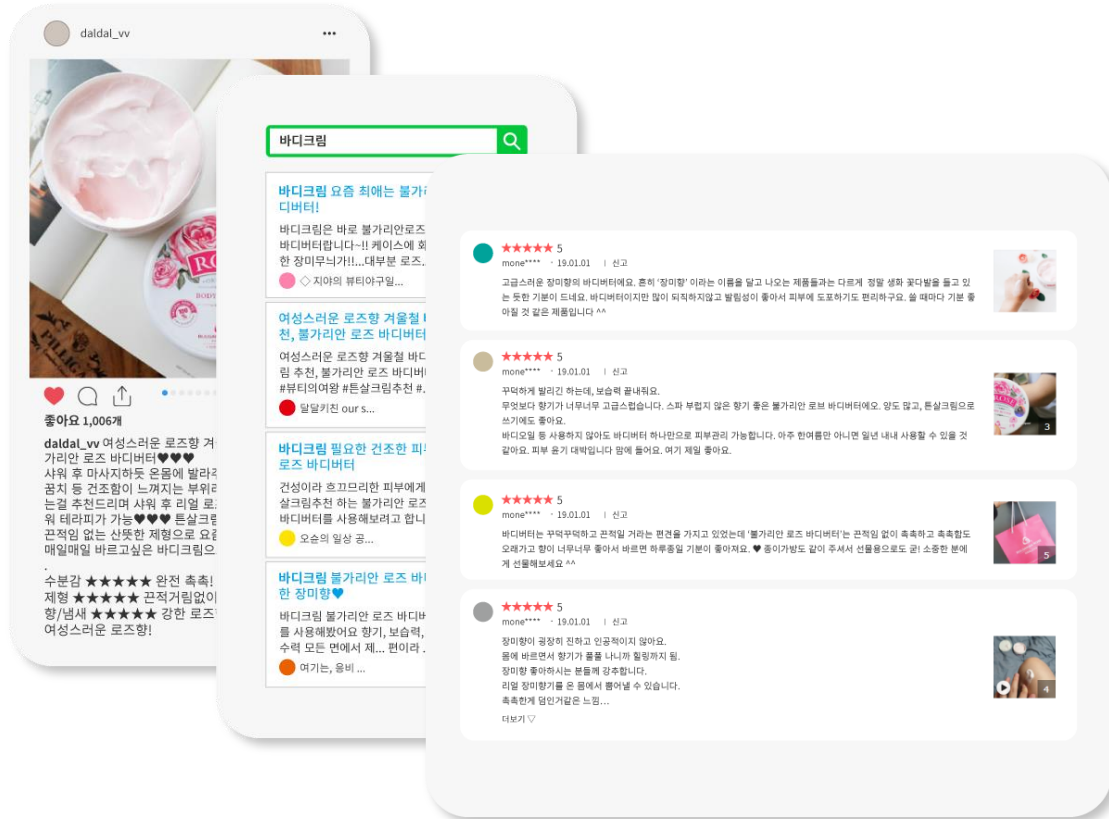 daldal_vv
좋아요 1,006개
daldal_vv 여성스러운 로즈향 겨
가리안 로즈 바디버터♥♥♥
샤워 후 마사지하듯 온몸에 발라주
꿈치 등 건조함이 느껴지는 부위라
는걸 추천드리며 샤워 후 리얼 로
워 테라피가 가능♥♥♥ 튼살크림
끈적임 없는 산뜻한 제형으로 요즘
매일매일 바르고싶은 바디크림으
.
수분감 ★★★★★ 완전 촉촉!
제형 ★★★★★ 끈적거림없이
향/냄새 ★★★★★ 강한 로즈
여성스러운 로즈향!
바디크림
바디크림 요즘 최애는 불가리
디버터!
바디크림은 바로 불가리안로즈
바디버터랍니다~!! 케이스에 화
한 장미무늬가!!...대부분 로즈..
◇ 지야의 뷰티야구일...
여성스러운 로즈향 겨울철
천, 불가리안 로즈 바디버터
여성스러운 로즈향 겨울철 바디
림 추천, 불가리안 로즈 바디버
#뷰티의여왕 #튼살크림추천 #.
달달키친 our s...
바디크림 필요한 건조한 피부
로즈 바디버터
건성이라 흐끄므리한 피부에게
살크림추천 하는 불가리안 로즈
바디버터를 사용해보려고 합니
오슌의 일상 공...
바디크림 불가리안 로즈 바디
한 장미향♥
바디크림 불가리안 로즈 바디버
를 사용해봤어요 향기, 보습력,
수력 모든 면에서 제... 편이라 .
여기는, 응비 ...
★★★★★ 5
mone**** · 19.01.01 | 신고
고급스러운 장미향의 바디버터에요. 흔히 '장미향' 이라는 이름을 달고 나오는 제품들과는 다르게 정말 생화 꽃다발을 들고 있
는 듯한 기분이 드네요. 바디버터이지만 많이 퇴적하지않고 발림성이 좋아서 피부에 도포하기도 편리하구요. 쓸 때마다 기분 좋
아질 것 같은 제품입니다 ^^
★★★★★ 5
mone**** · 19.01.01 | 신고
꾸덕하게 발리긴 하는데, 보습력 끝내줘요.
무엇보다 향기가 너무너무 고급스럽습니다. 스파 부럽지 않은 향기 좋은 불가리안 로브 바디버터에요. 양도 많고, 튼살크림으로
쓰기에도 좋아요.
바디오일 등 사용하지 않아도 바디버터 하나만으로 피부관리 가능합니다. 아주 한여름만 아니면 일년 내내 사용할 수 있을 것
같아요. 피부 윤기 대박입니다 맘에 들어요. 여기 제일 좋아요.
3
★★★★★ 5
mone**** · 19.01.01 | 신고
바디버터는 꾸덕꾸덕하고 끈적일 거라는 편견을 가지고 있었는데 '불가리안 로즈 바디버터'는 끈적임 없이 촉촉하고 촉촉함도
오래가고 향이 너무너무 좋아서 바르면 하루종일 기분이 좋아져요. ♥ 종이가방도 같이 주셔서 선물용으로도 굳! 소중한 분에
게 선물해보세요 ^^
5
★★★★★ 5
mone**** · 19.01.01 | 신고
장미향이 굉장히 진하고 인공적이지 않아요.
몸에 바르면서 향기가 풀풀 나니까 힐링까지 됨.
장미향 좋아하시는 분들께 강추합니다.
리얼 장미향기를 온 몸에서 뿜어낼 수 있습니다.
촉촉한게 덤인거같은 느낌...
더보기 ▽
4